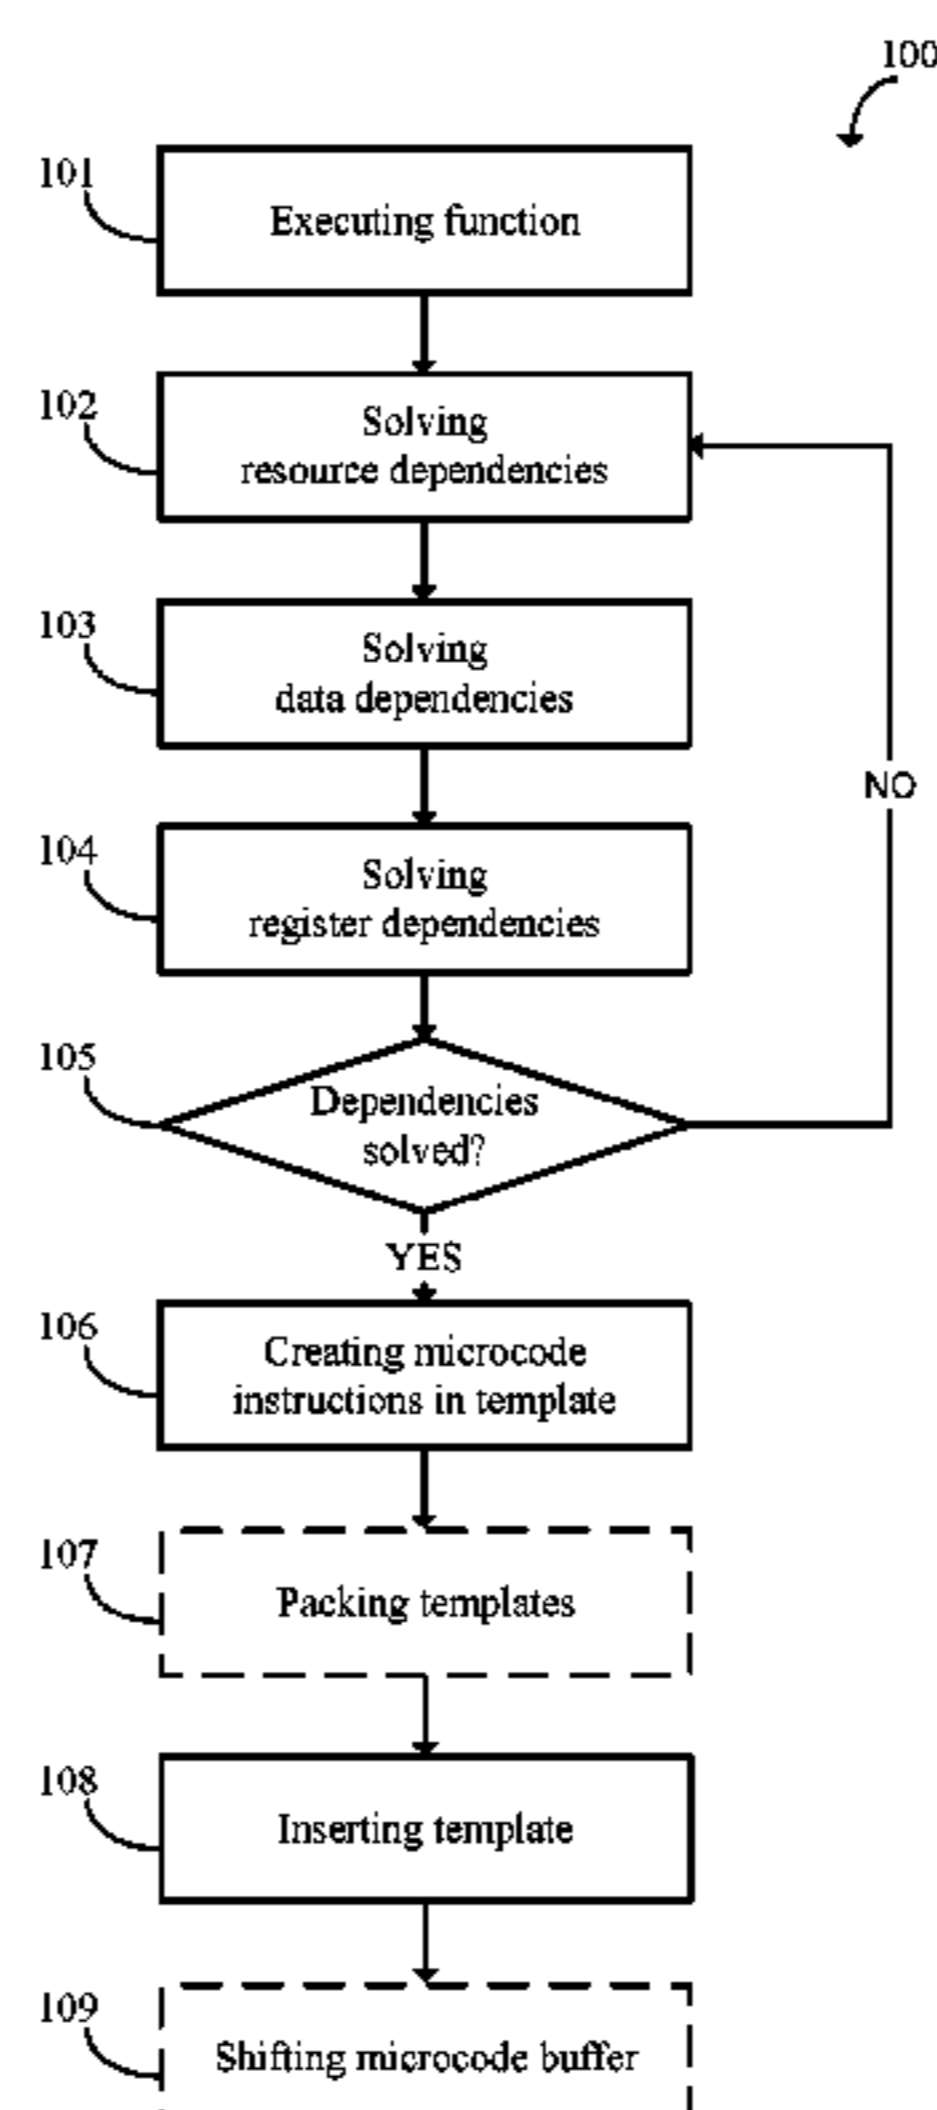 100
101
Executing function
102
Solving
resource dependencies
103
Solving
data dependencies
NO
104
Solving
register dependencies
105
Dependencies
solved?
YES
106
Creating microcode
instructions in template
107
Packing templates
108
Inserting template
109
Shifting microcode buffer